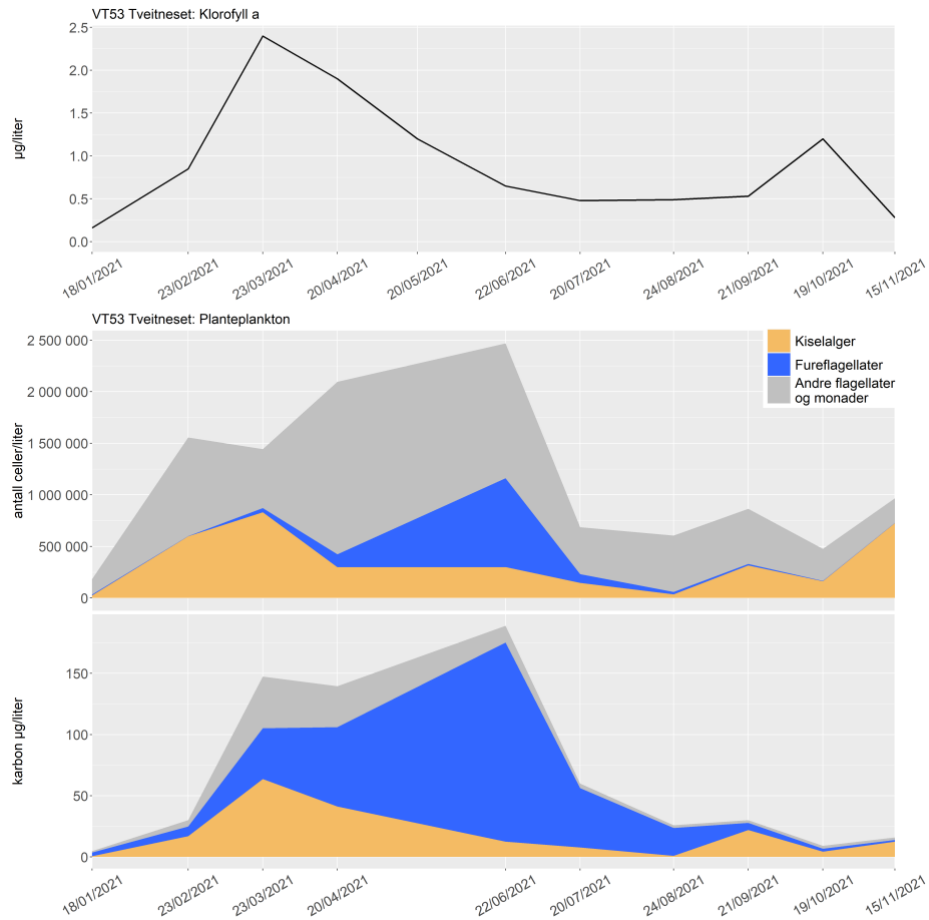 VT53 Tveitneset: Klorofyll a
2.5
2.0
1.5
1.0
0.5
0.0
µg/liter
18/01/2021
23/02/2021
23/03/2021
20/04/2021
20/05/2021
22/06/2021
20/07/2021
24/08/2021
21/09/2021
19/10/2021
15/11/2021
VT53 Tveitneset: Planteplankton
2 500 000
2 000 000
1 500 000
1 000 000
500 000
0
antall celler/liter
Kiselalger
Fureflagellater
Andre flagellater
og monader
150
100
50
0
karbon µg/liter
18/01/2021
23/02/2021
23/03/2021
20/04/2021
22/06/2021
20/07/2021
24/08/2021
21/09/2021
19/10/2021
15/11/2021